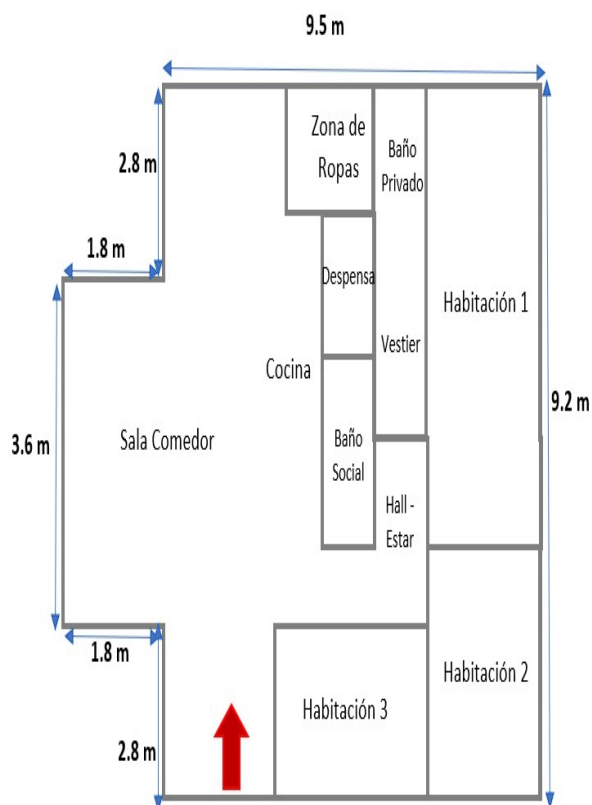 9.5 m
Zona de
Ropas
Baño
Privado
2.8 m
1.8 m
Despensa
Habitación 1
Vestier
Cocina
9.2 m
3.6 m
Sala Comedor
Baño
Social
Hall -
Estar
1.8 m
Habitación 2
Habitación 3
2.8 m